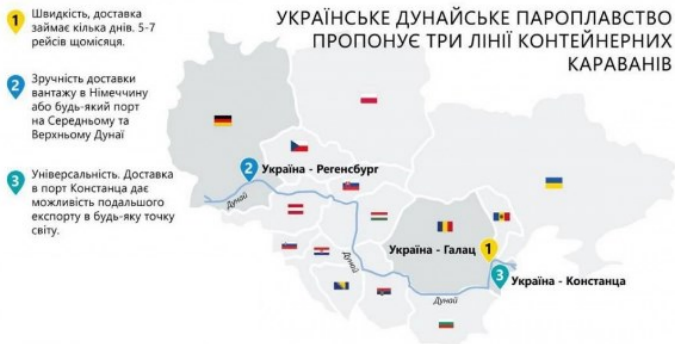 УКРАЇНСЬКЕ ДУНАЙСЬКЕ ПАРОПЛАВСТВО
ПРОПОНУЄ ТРИ ЛІНІЇ КОНТЕЙНЕРНИХ
КАРАВАНІВ
1
Швидкість, доставка
займає кілька днів. 5-7
рейсів щомісяця.
2
Зручність доставки
вантажу в Німеччину
або будь-який порт
на Середньому та
Верхньому Дунаї
3
Універсальність. Доставка
в порт Констанца дає
можливість подальшого
експорту в будь-яку точку
світу.
2
Україна - Регенсбург
Дунай
Україна - Галац
1
3
Україна - Констанца
Дунай
Дунай